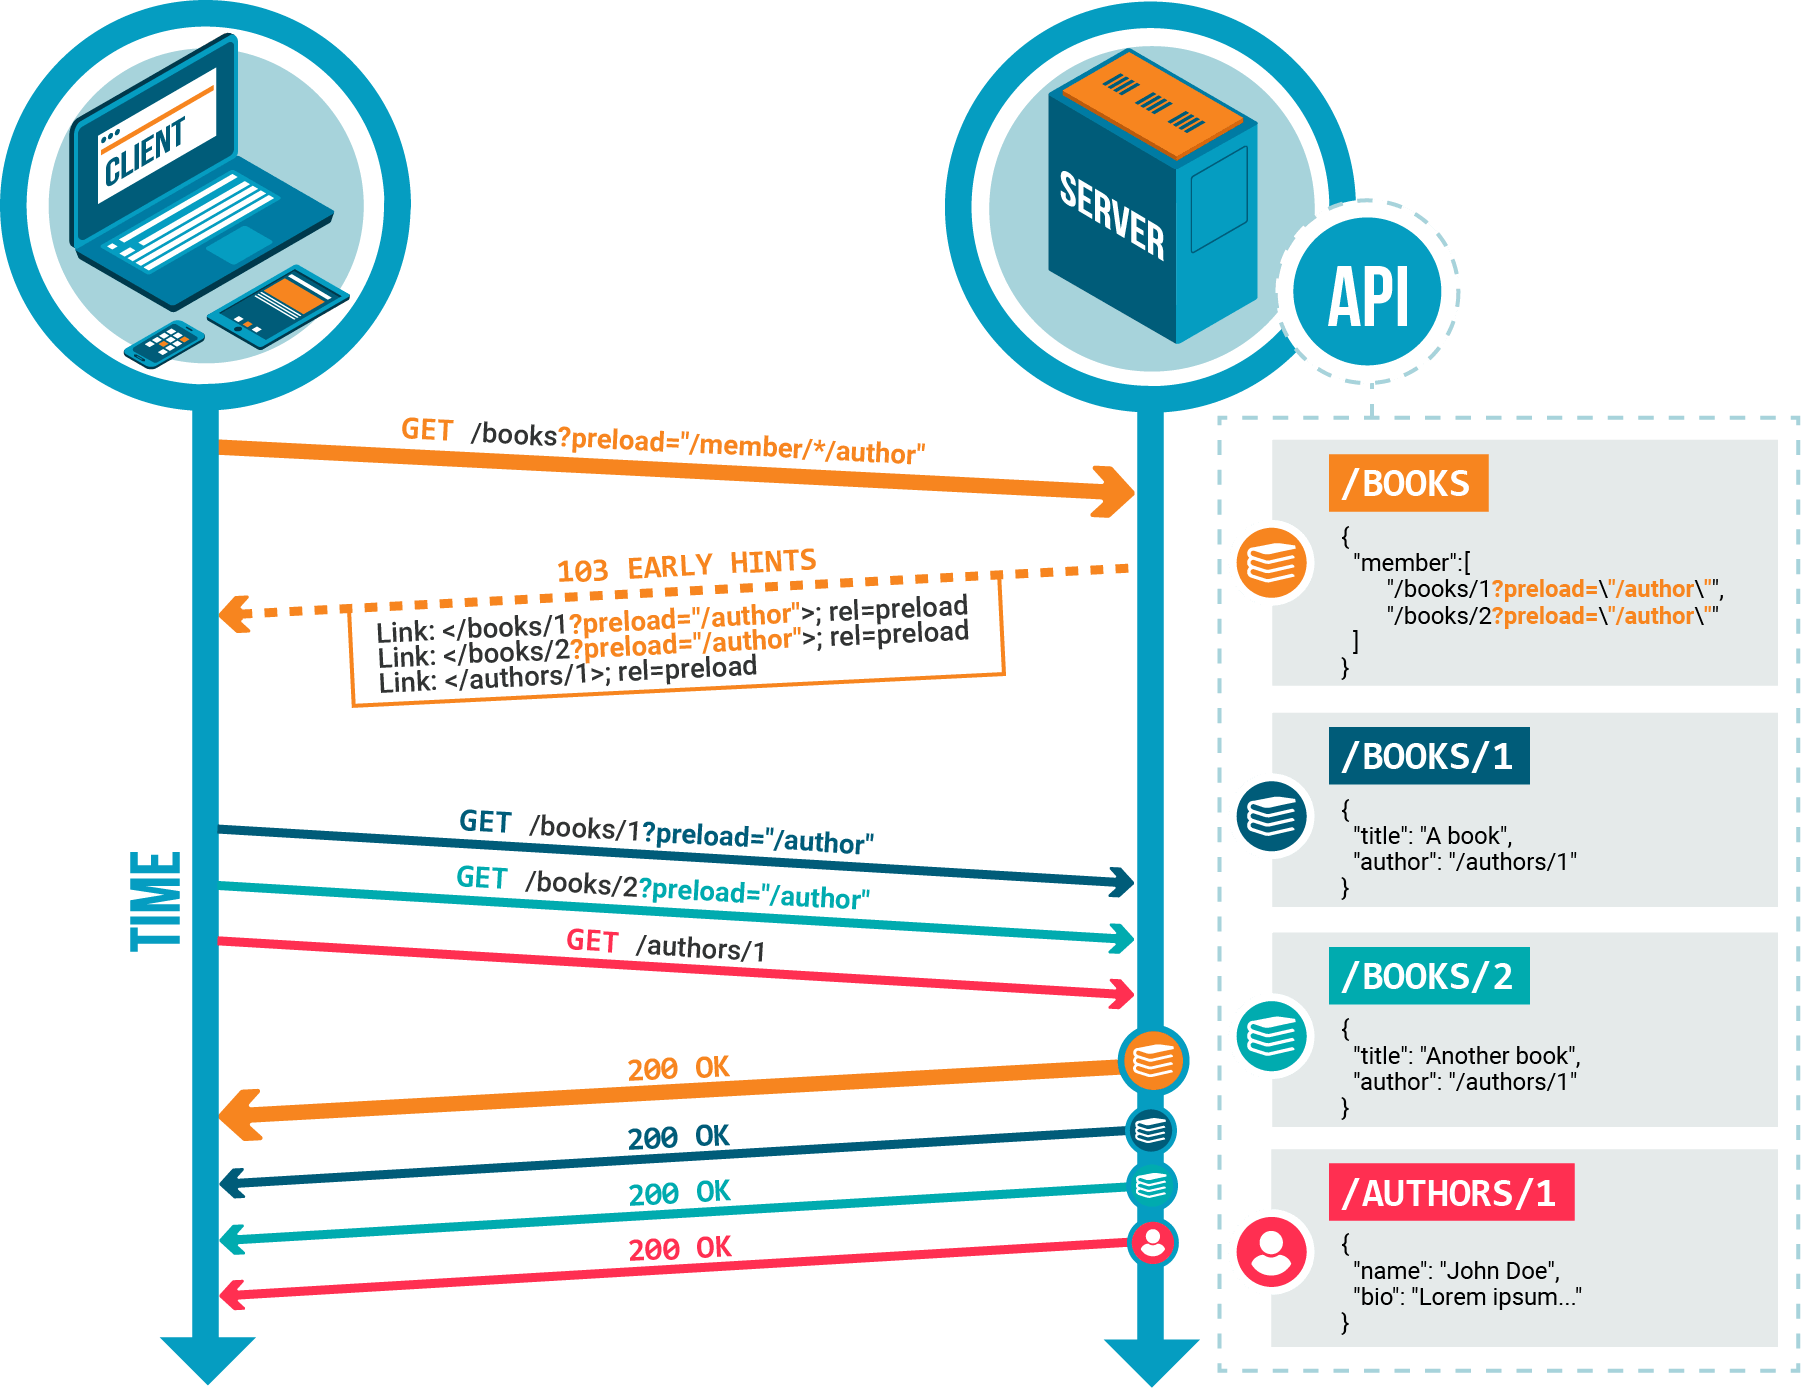 CLIENT
SERVER
API
GET /books?preload="/member/*/author"
103 EARLY HINTS
Link: </books/1?preload="/author">; rel=preload
Link: </books/2?preload="/author">; rel=preload
Link: </authors/1>; rel=preload
TIME
GET /books/1?preload="/author"
GET /books/2?preload="/author"
GET /authors/1
200 OK
200 OK
200 OK
200 OK
/BOOKS
{
"member":[
"/books/1?preload=\"/author\"",
"/books/2?preload=\"/author\""
]
}
/BOOKS/1
{
"title": "A book",
"author": "/authors/1"
}
/BOOKS/2
{
"title": "Another book",
"author": "/authors/1"
}
/AUTHORS/1
{
"name": "John Doe",
"bio": "Lorem ipsum..."
}